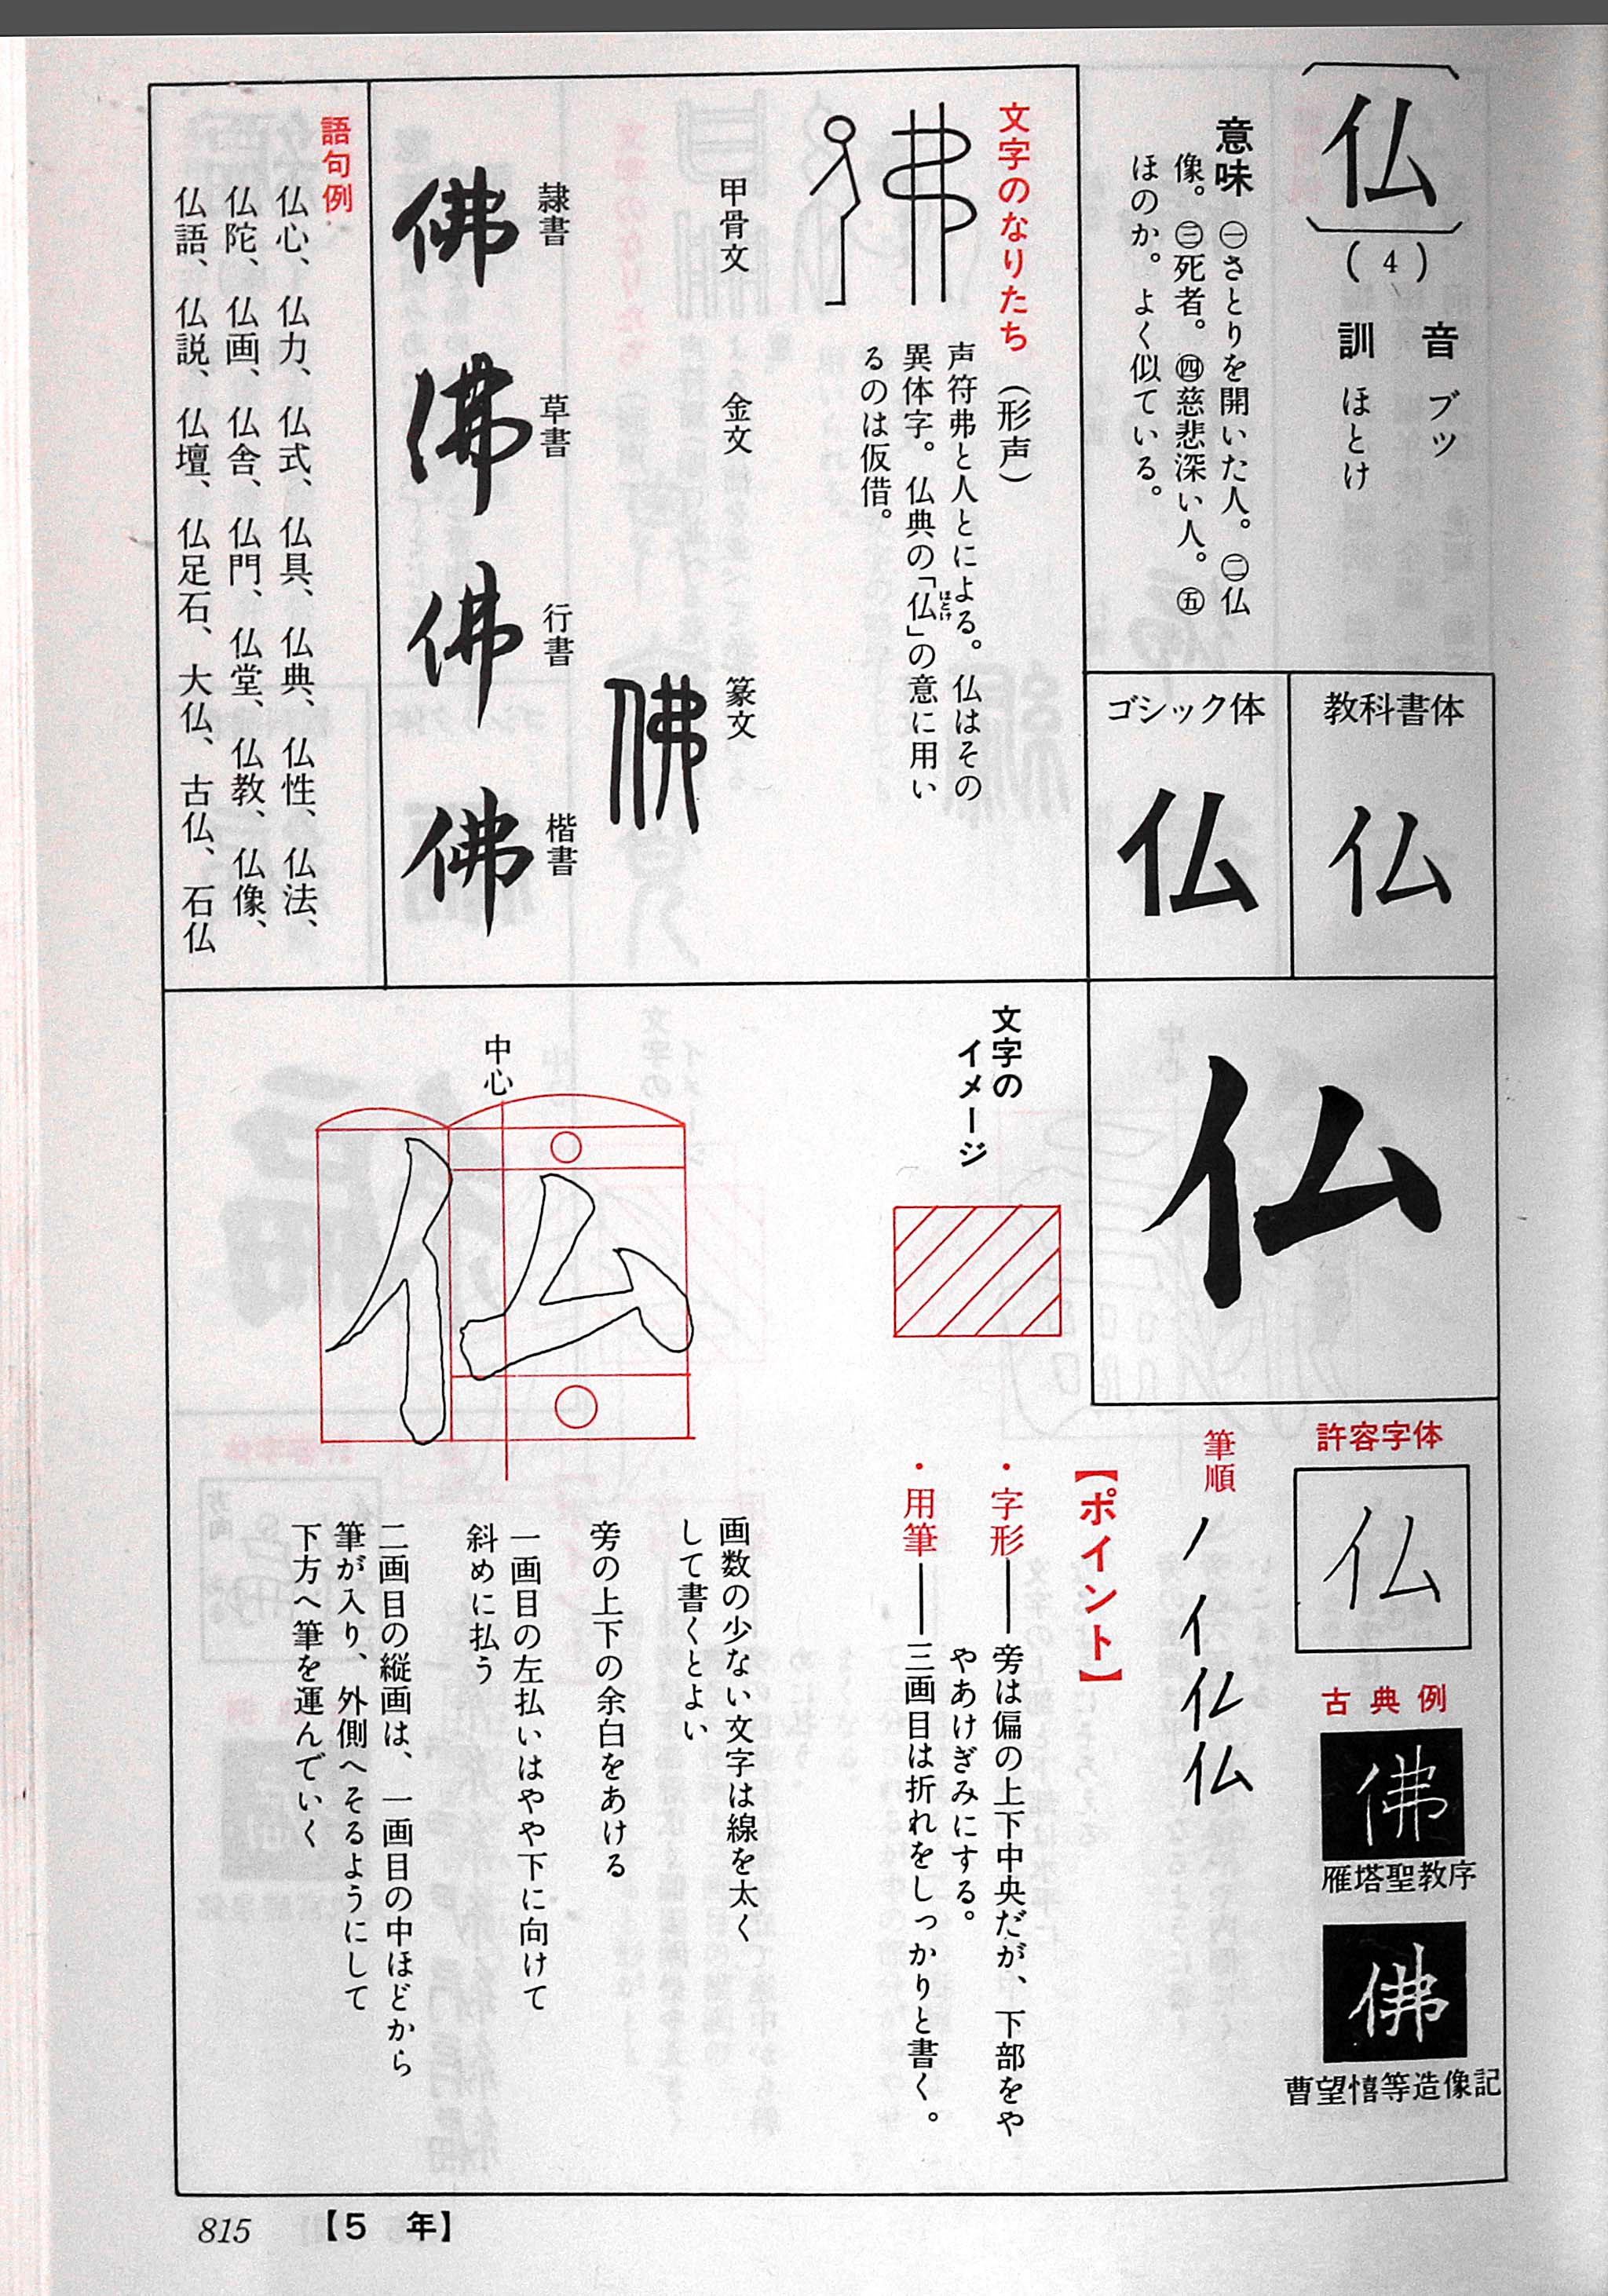 仏
(4)
音 ブッ
訓 ほとけ
意味 ㊀さとりを開いた人。㊁仏
像。㊂死者。㊃慈悲深い人。㊄
ほのか。よく似ている。
教科書体
仏
ゴシック体
仏
文字のなりたち（形声）
声符弗と人とによる。仏はその
異体字。仏典の「仏」の意に用い
ほとけ
るのは仮借。
甲骨文
金文
篆文
佛
隷書
佛
草書
佛
行書
佛
楷書
佛
語句例
仏心、仏力、仏式、仏具、仏典、仏性、仏法、
仏陀、仏画、仏舎、仏門、仏堂、仏教、仏像、
仏語、仏説、仏壇、仏足石、大仏、古仏、石仏
仏
許容字体
仏
古典例
佛
雁塔聖教序
佛
曹望憘等造像記
筆順
ノ イ 仏 仏
文字の
イメージ
【ポイント】
・字形――旁は偏の上下中央だが、下部をや
やあけぎみにする。
・用筆――三画目は折れをしっかりと書く。
中心
仏
画数の少ない文字は線を太く
して書くとよい
旁の上下の余白をあける
一画目の左払いはやや下に向けて
斜めに払う
二画目の縦画は、一画目の中ほどから
筆が入り、外側へそるようにして
下方へ筆を運んでいく
815 【5 年】